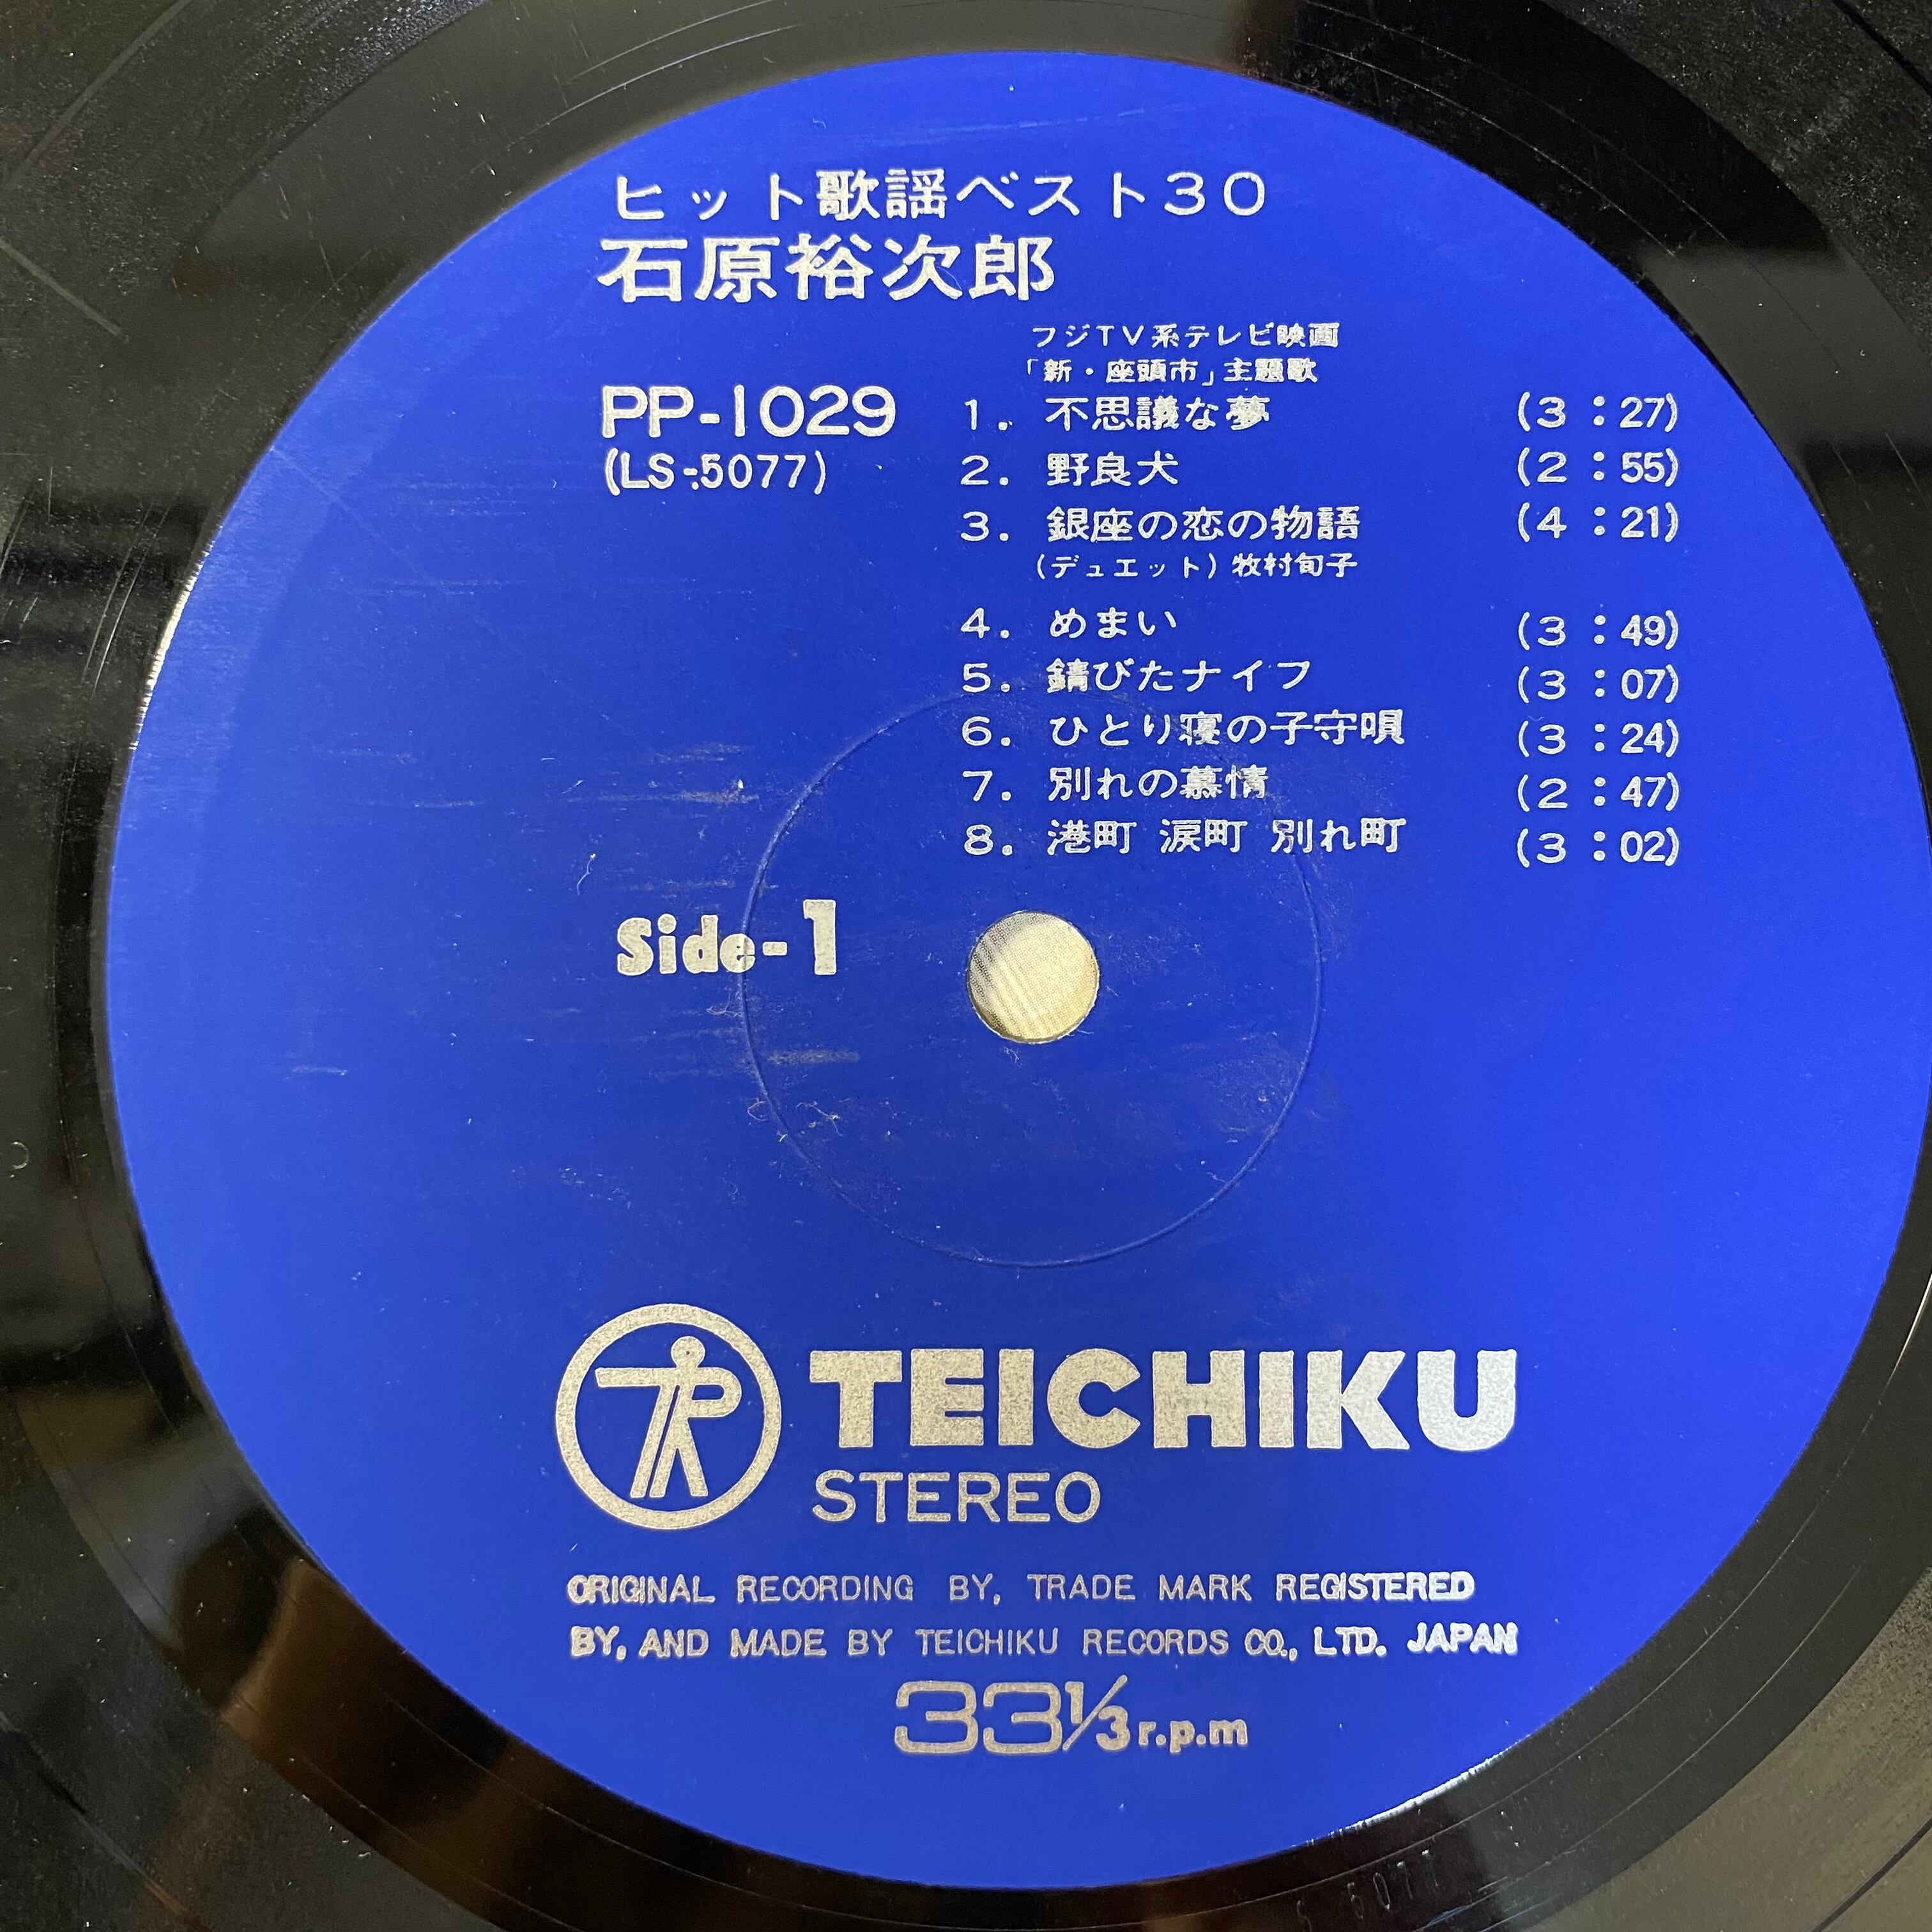 ヒット歌謡ベスト30
石原裕次郎
フジTV系テレビ映画
「新・座頭市」主題歌
PP-1029 1. 不思議な夢 (3:27)
(LS-5077) 2. 野良犬 (2:55)
3. 銀座の恋の物語 (4:21)
(デュエット) 牧村旬子
4. めまい (3:49)
5. 錆びたナイフ (3:07)
6. ひとり寝の子守唄 (3:24)
7. 別れの慕情 (2:47)
8. 港町 涙町 別れ町 (3:02)
Side-1
TR TEICHIKU
STEREO
ORIGINAL RECORDING BY, TRADE MARK REGISTERED
BY, AND MADE BY TEICHIKU RECORDS CO., LTD. JAPAN
33 1/3 r.p.m
S 5077